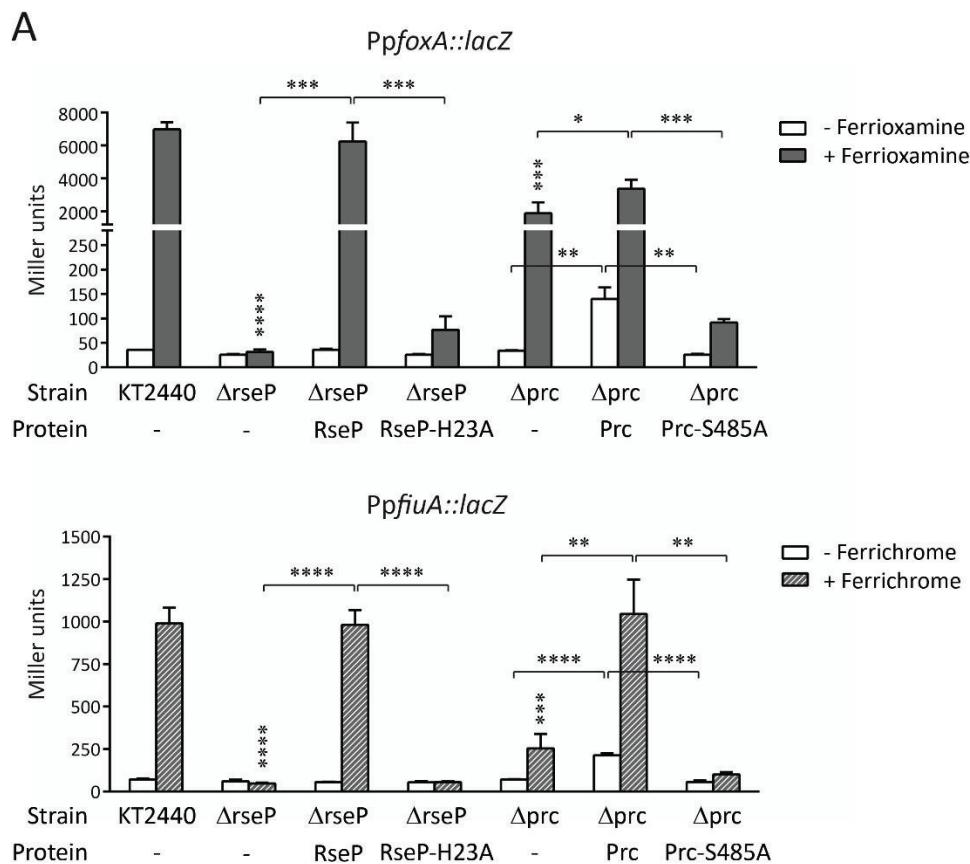 A
PpfoxA::lacZ
*** ***
* ***
- Ferrioxamine
+ Ferrioxamine
8000
6000
4000
2000
250
200
150
100
50
0
Miller units
****
***
** **
Strain KT2440 ΔrseP ΔrseP ΔrseP Δprc Δprc Δprc
Protein - - RseP RseP-H23A - Prc Prc-S485A
PpfiuA::lacZ
- Ferrichrome
+ Ferrichrome
1500
1250
1000
750
500
250
0
Miller units
** **
**** ****
**** ****
****
***
Strain KT2440 ΔrseP ΔrseP ΔrseP Δprc Δprc Δprc
Protein - - RseP RseP-H23A - Prc Prc-S485A